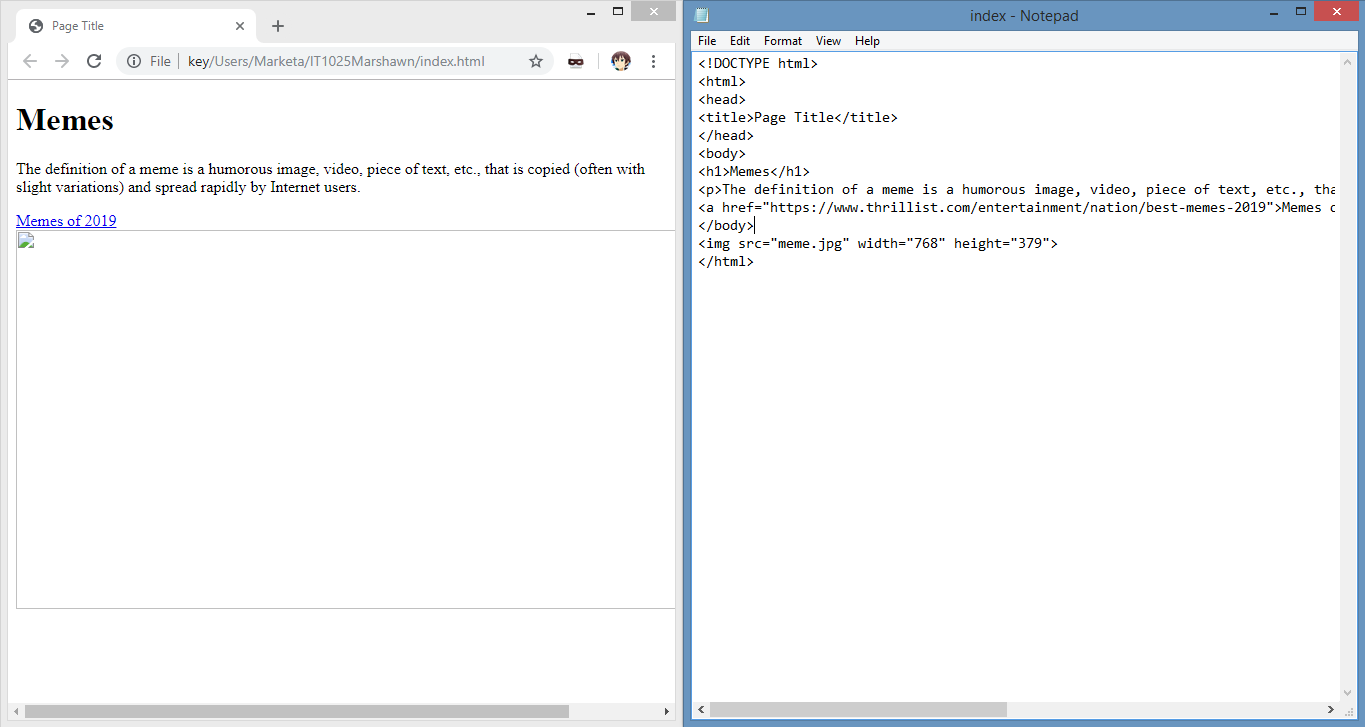 Page Title
File key/Users/Marketa/IT1025Marshawn/index.html
Memes
The definition of a meme is a humorous image, video, piece of text, etc., that is copied (often with
slight variations) and spread rapidly by Internet users.
Memes of 2019
index - Notepad
File Edit Format View Help
<!DOCTYPE html>
<html>
<head>
<title>Page Title</title>
</head>
<body>
<h1>Memes</h1>
<p>The definition of a meme is a humorous image, video, piece of text, etc., tha
<a href="https://www.thrillist.com/entertainment/nation/best-memes-2019">Memes o
</body>
<img src="meme.jpg" width="768" height="379">
</html>